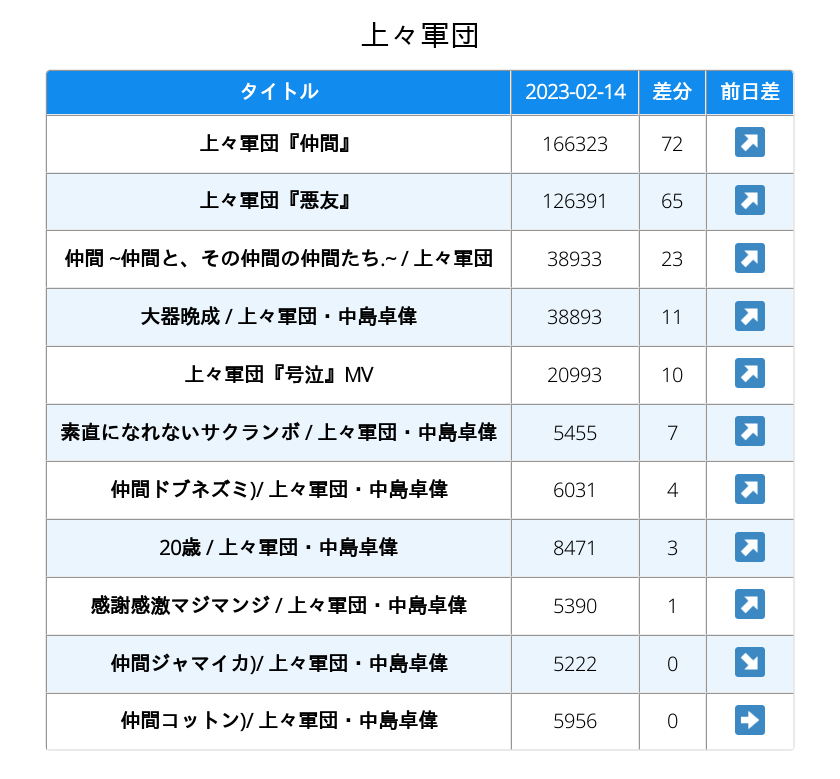 上々軍団
タイトル 2023-02-14 差分 前日差
上々軍団『仲間』 166323 72 ↗
上々軍団『悪友』 126391 65 ↗
仲間 ~仲間と、その仲間の仲間たち.~ / 上々軍団 38933 23 ↗
大器晩成 / 上々軍団・中島卓偉 38893 11 ↗
上々軍団『号泣』MV 20993 10 ↗
素直になれないサクランボ / 上々軍団・中島卓偉 5455 7 ↗
仲間ドブネズミ)/ 上々軍団・中島卓偉 6031 4 ↗
20歳 / 上々軍団・中島卓偉 8471 3 ↗
感謝感激マジマンジ / 上々軍団・中島卓偉 5390 1 ↗
仲間ジャマイカ)/ 上々軍団・中島卓偉 5222 0 ↘
仲間コットン)/ 上々軍団・中島卓偉 5956 0 ➡